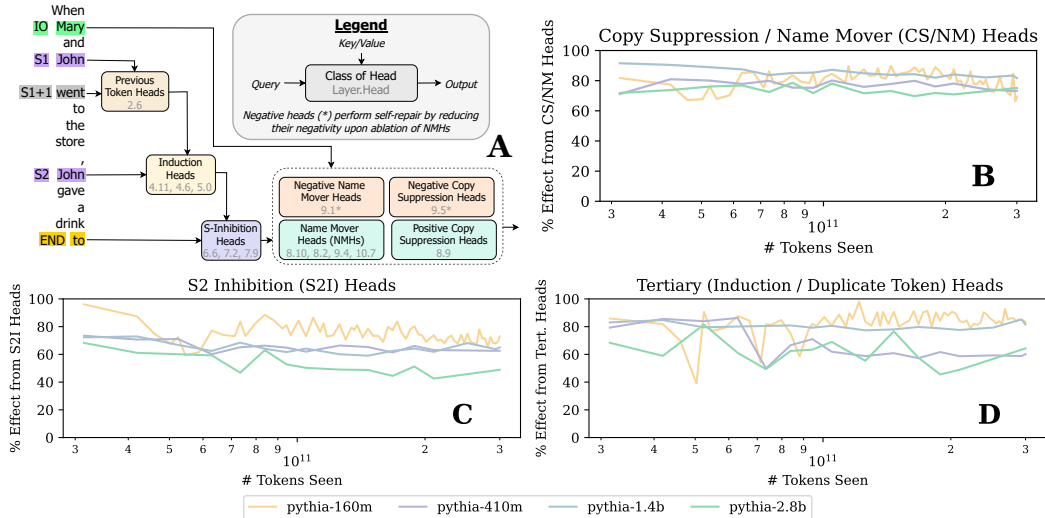 When
IO Mary
and
S1 John
S1+1 went
to
the
store
,
S2 John
gave
a
drink
END to
Previous
Token Heads
2.6
Induction
Heads
4.11, 4.6, 5.0
S-Inhibition
Heads
6.6, 7.2, 7.9
Legend
Key/Value
Query
Class of Head
Layer.Head
Output
Negative heads (*) perform self-repair by reducing
their negativity upon ablation of NMHs
A
Negative Name
Mover Heads
9.1*
Negative Copy
Suppression Heads
9.5*
Name Mover
Heads (NMHs)
8.10, 8.2, 9.4, 10.7
Positive Copy
Suppression Heads
8.9
Copy Suppression / Name Mover (CS/NM) Heads
% Effect from CS/NM Heads
100
80
60
40
20
0
B
3 4 5 6 7 8 9 10¹¹ 2 3
# Tokens Seen
S2 Inhibition (S2I) Heads
% Effect from S2I Heads
100
80
60
40
20
0
C
3 4 5 6 7 8 9 10¹¹ 2 3
# Tokens Seen
Tertiary (Induction / Duplicate Token) Heads
% Effect from Tert. Heads
100
80
60
40
20
0
D
3 4 5 6 7 8 9 10¹¹ 2 3
# Tokens Seen
pythia-160m pythia-410m pythia-1.4b pythia-2.8b